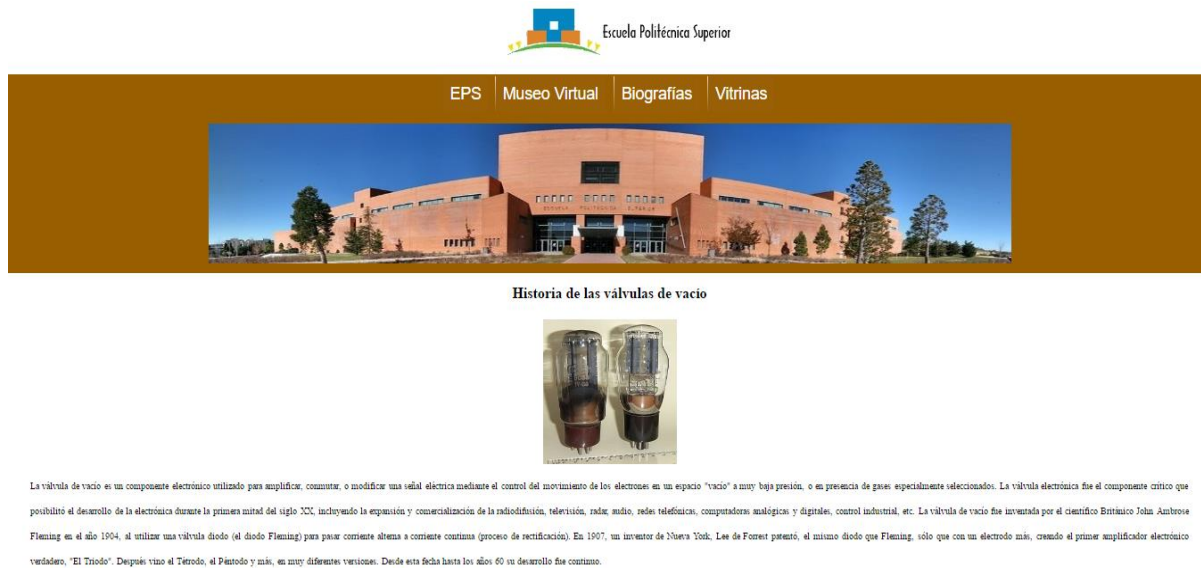 Escuela Politécnica Superior
EPS Museo Virtual Biografías Vitrinas
ESCUELA POLITECNICA SUPERIOR
Historia de las válvulas de vacío
La válvula de vacío es un componente electrónico utilizado para amplificar, conmutar, o modificar una señal eléctrica mediante el control del movimiento de los electrones en un espacio "vacío" a muy baja presión, o en presencia de gases especialmente seleccionados. La válvula electrónica fue el componente crítico que
posibilitó el desarrollo de la electrónica durante la primera mitad del siglo XX, incluyendo la expansión y comercialización de la radiodifusión, televisión, radar, audio, redes telefónicas, computadoras analógicas y digitales, control industrial, etc. La válvula de vacío fue inventada por el científico Británico John Ambrose
Fleming en el año 1904, al utilizar una válvula diodo (el diodo Fleming) para pasar corriente alterna a corriente continua (proceso de rectificación). En 1907, un inventor de Nueva York, Lee de Forrest patentó, el mismo diodo que Fleming, sólo que con un electrodo más, creando el primer amplificador electrónico
verdadero, "El Triodo". Después vino el Tétrodo, el Péntodo y más, en muy diferentes versiones. Desde esta fecha hasta los años 60 su desarrollo fue continuo.